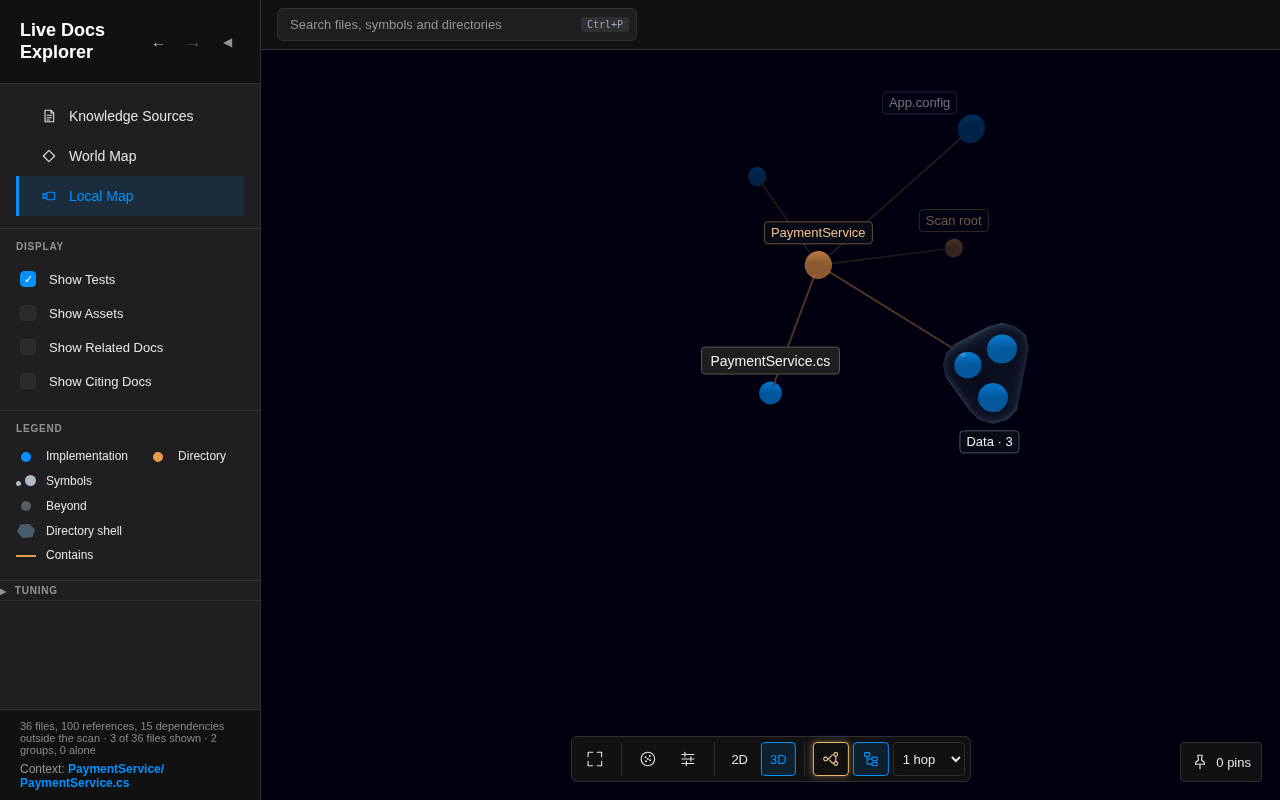 Live Docs
Explorer
Search files, symbols and directories
Ctrl+P
Knowledge Sources
World Map
Local Map
DISPLAY
Show Tests
Show Assets
Show Related Docs
Show Citing Docs
LEGEND
Implementation
Directory
Symbols
Beyond
Directory shell
Contains
TUNING
36 files, 100 references, 15 dependencies
outside the scan · 3 of 36 files shown · 2
groups, 0 alone
Context: PaymentService/
PaymentService.cs
App.config
PaymentService
Scan root
PaymentService.cs
Data · 3
2D
3D
1 hop
0 pins